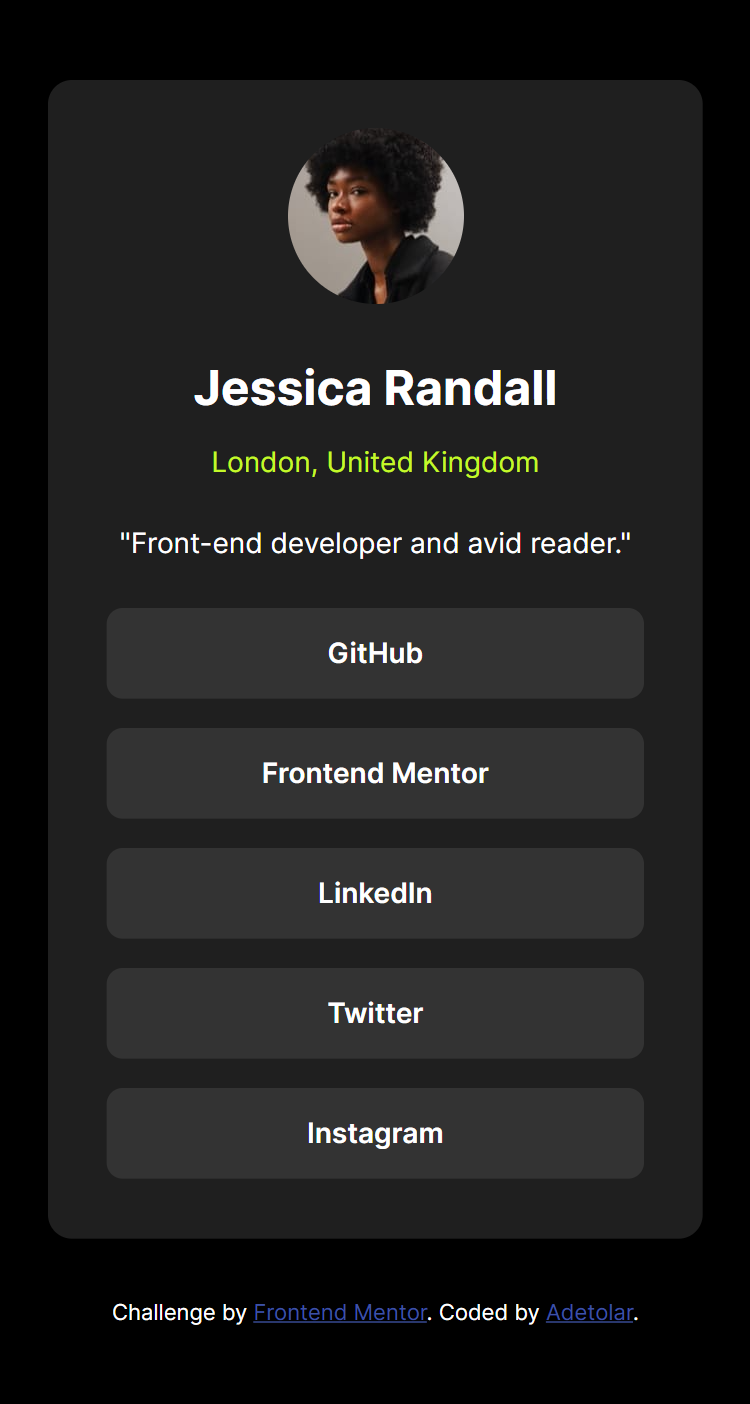 Jessica Randall
London, United Kingdom
"Front-end developer and avid reader."
GitHub
Frontend Mentor
LinkedIn
Twitter
Instagram
Challenge by Frontend Mentor. Coded by Adetolar.